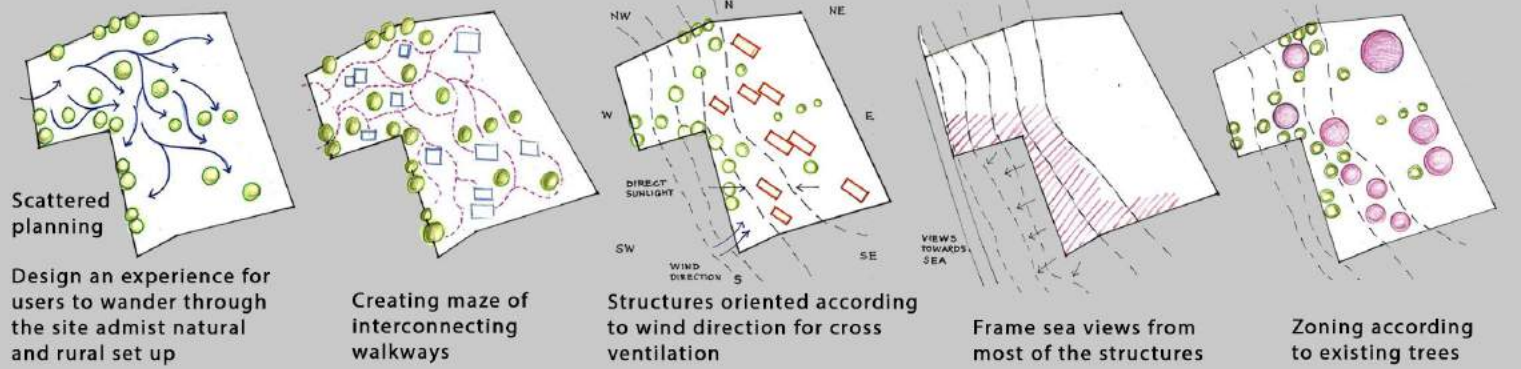 Scattered
planning
Design an experience for
users to wander through
the site admist natural
and rural set up
Creating maze of
interconnecting
walkways
NW
N
NE
W
E
DIRECT
SUNLIGHT
SW
WIND
DIRECTION
S
SE
Structures oriented according
to wind direction for cross
ventilation
VIEWS
TOWARDS
SEA
Frame sea views from
most of the structures
Zoning according
to existing trees